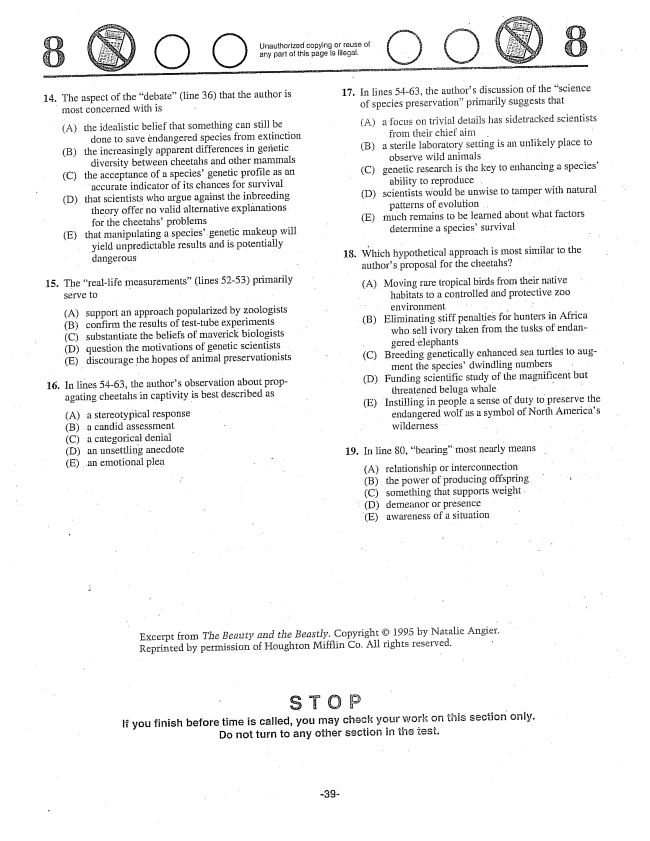 8
Unauthorized copying or reuse of
any part of this page is illegal.
8
14. The aspect of the "debate" (line 36) that the author is
most concerned with is
(A) the idealistic belief that something can still be
done to save endangered species from extinction
(B) the increasingly apparent differences in genetic
diversity between cheetahs and other mammals
(C) the acceptance of a species' genetic profile as an
accurate indicator of its chances for survival
(D) that scientists who argue against the inbreeding
theory offer no valid alternative explanations
for the cheetahs' problems
(E) that manipulating a species' genetic makeup will
yield unpredictable results and is potentially
dangerous
15. The "real-life measurements" (lines 52-53) primarily
serve to
(A) support an approach popularized by zoologists
(B) confirm the results of test-tube experiments
(C) substantiate the beliefs of maverick biologists
(D) question the motivations of genetic scientists
(E) discourage the hopes of animal preservationists
16. In lines 54-63, the author's observation about prop-
agating cheetahs in captivity is best described as
(A) a stereotypical response
(B) a candid assessment
(C) a categorical denial
(D) an unsettling anecdote
(E) an emotional plea
17. In lines 54-63, the author's discussion of the "science
of species preservation" primarily suggests that
(A) a focus on trivial details has sidetracked scientists
from their chief aim
(B) a sterile laboratory setting is an unlikely place to
observe wild animals
(C) genetic research is the key to enhancing a species'
ability to reproduce
(D) scientists would be unwise to tamper with natural
patterns of evolution
(E) much remains to be learned about what factors
determine a species' survival
18. Which hypothetical approach is most similar to the
author's proposal for the cheetahs?
(A) Moving rare tropical birds from their native
habitats to a controlled and protective zoo
environment
(B) Eliminating stiff penalties for hunters in Africa
who sell ivory taken from the tusks of endan-
gered elephants
(C) Breeding genetically enhanced sea turtles to aug-
ment the species' dwindling numbers
(D) Funding scientific study of the magnificent but
threatened beluga whale
(E) Instilling in people a sense of duty to preserve the
endangered wolf as a symbol of North America's
wilderness
19. In line 80, "bearing" most nearly means
(A) relationship or interconnection
(B) the power of producing offspring
(C) something that supports weight
(D) demeanor or presence
(E) awareness of a situation
Excerpt from The Beauty and the Beastly. Copyright © 1995 by Natalie Angier.
Reprinted by permission of Houghton Mifflin Co. All rights reserved.
STOP
If you finish before time is called, you may check your work on this section only.
Do not turn to any other section in the test.
-39-